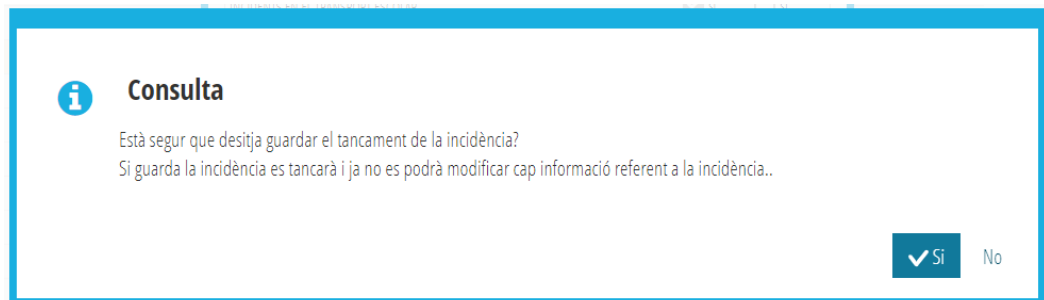 Consulta
Està segur que desitja guardar el tancament de la incidència?
Si guarda la incidència es tancarà i ja no es podrà modificar cap informació referent a la incidència..
Si No